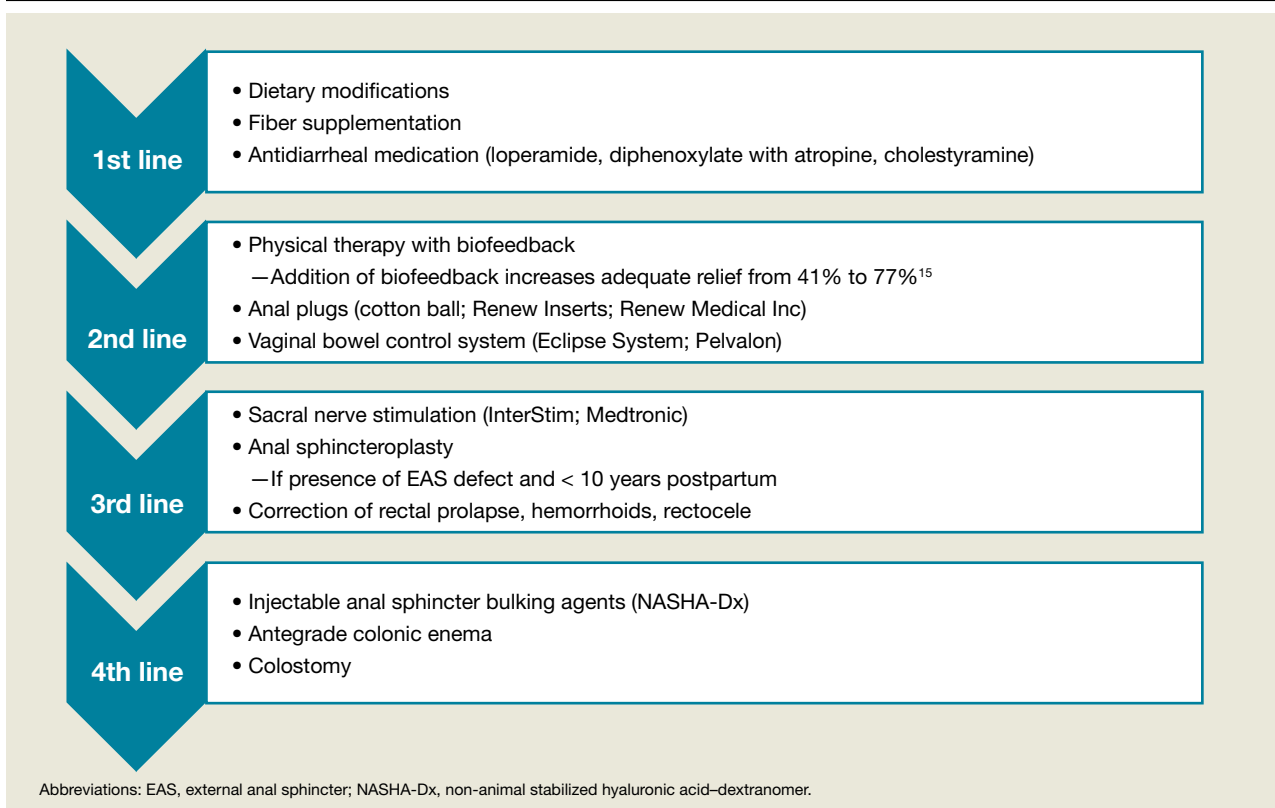 1st line
• Dietary modifications
• Fiber supplementation
• Antidiarrheal medication (loperamide, diphenoxylate with atropine, cholestyramine)
2nd line
• Physical therapy with biofeedback
—Addition of biofeedback increases adequate relief from 41% to 77%¹⁵
• Anal plugs (cotton ball; Renew Inserts; Renew Medical Inc)
• Vaginal bowel control system (Eclipse System; Pelvalon)
3rd line
• Sacral nerve stimulation (InterStim; Medtronic)
• Anal sphincteroplasty
—If presence of EAS defect and < 10 years postpartum
• Correction of rectal prolapse, hemorrhoids, rectocele
4th line
• Injectable anal sphincter bulking agents (NASHA-Dx)
• Antegrade colonic enema
• Colostomy
Abbreviations: EAS, external anal sphincter; NASHA-Dx, non-animal stabilized hyaluronic acid–dextranomer.